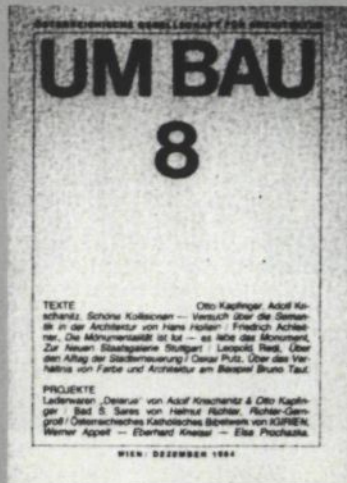 ÖSTERREICHISCHE GESELLSCHAFT FÜR ARCHITEKTUR
UM BAU
8
TEXTE Otto Kapfinger, Adolf Kri-
schanitz, Schöne Kollisionen — Versuch über die Seman-
tik in der Architektur von Hans Hollein / Friedrich Achleit-
ner, Die Monumentalität ist tot — es lebe das Monument,
Zur Neuen Staatsgalerie Stuttgart / Leopold Redl, Über
den Alltag der Stadterneuerung / Oskar Putz, Über das Ver-
hältnis von Farbe und Architektur am Beispiel Bruno Taut.
PROJEKTE
Ladenwaren „Dererus" von Adolf Krischanitz & Otto Kapfin-
ger / Bad S. Sares von Helmut Richter, Richter-Gern-
groß / Österreichisches Katholisches Bibelwerk von IGIRIEN,
Werner Appelt — Eberhard Kneissl — Elsa Prochazka.
WIEN: DEZEMBER 1984